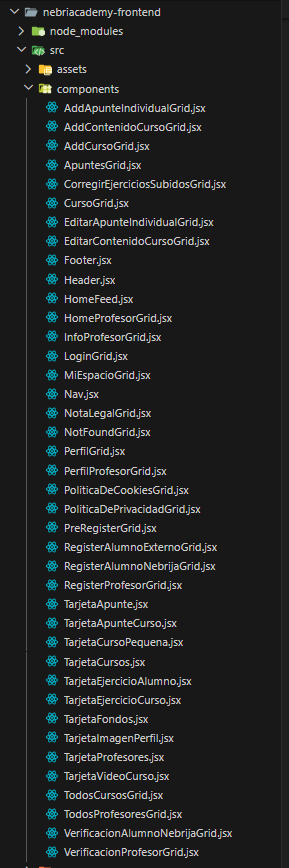 nebriacademy-frontend
node_modules
src
assets
components
AddApunteIndividualGrid.jsx
AddContenidoCursoGrid.jsx
AddCursoGrid.jsx
ApuntesGrid.jsx
CorregirEjerciciosSubidosGrid.jsx
CursoGrid.jsx
EditarApunteIndividualGrid.jsx
EditarContenidoCursoGrid.jsx
Footer.jsx
Header.jsx
HomeFeed.jsx
HomeProfesorGrid.jsx
InfoProfesorGrid.jsx
LoginGrid.jsx
MiEspacioGrid.jsx
Nav.jsx
NotaLegalGrid.jsx
NotFoundGrid.jsx
PerfilGrid.jsx
PerfilProfesorGrid.jsx
PoliticaDeCookiesGrid.jsx
PoliticaDePrivacidadGrid.jsx
PreRegisterGrid.jsx
RegisterAlumnoExternoGrid.jsx
RegisterAlumnoNebrijaGrid.jsx
RegisterProfesorGrid.jsx
TarjetaApunte.jsx
TarjetaApunteCurso.jsx
TarjetaCursoPequena.jsx
TarjetaCursos.jsx
TarjetaEjercicioAlumno.jsx
TarjetaEjercicioCurso.jsx
TarjetaFondos.jsx
TarjetaImagenPerfil.jsx
TarjetaProfesores.jsx
TarjetaVideoCurso.jsx
TodosCursosGrid.jsx
TodosProfesoresGrid.jsx
VerificacionAlumnoNebrijaGrid.jsx
VerificacionProfesorGrid.jsx